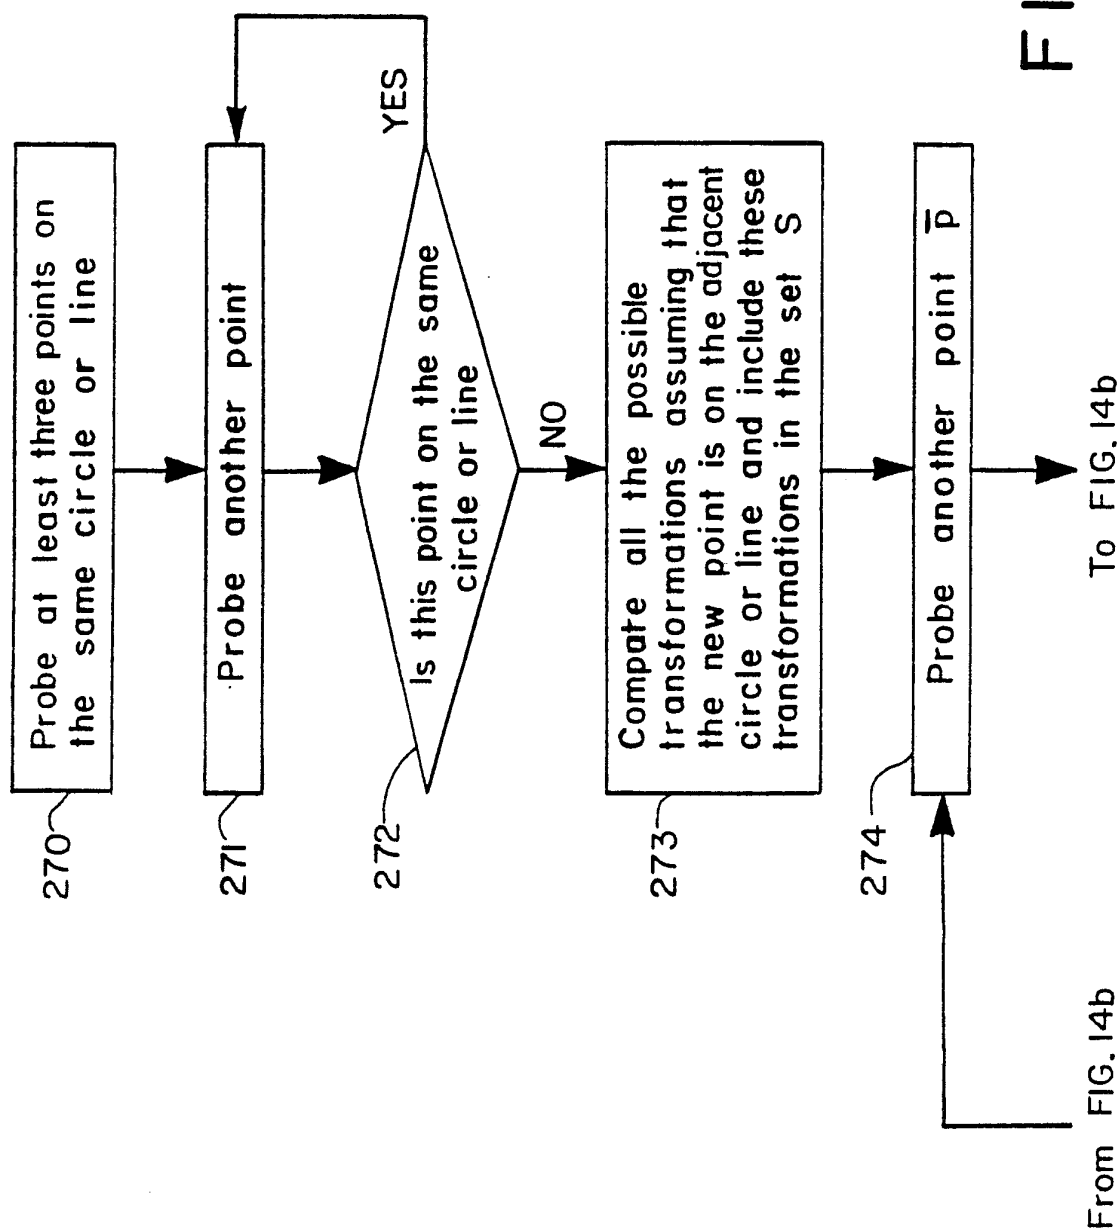 270
Probe at least three points on
the same circle or line
271
Probe another point
272
Is this point on the same
circle or line
YES
NO
273
Compate all the possible
transformations assuming that
the new point is on the adjacent
circle or line and include these
transformations in the set S
274
Probe another point p̅
From FIG.14b
To FIG.14b